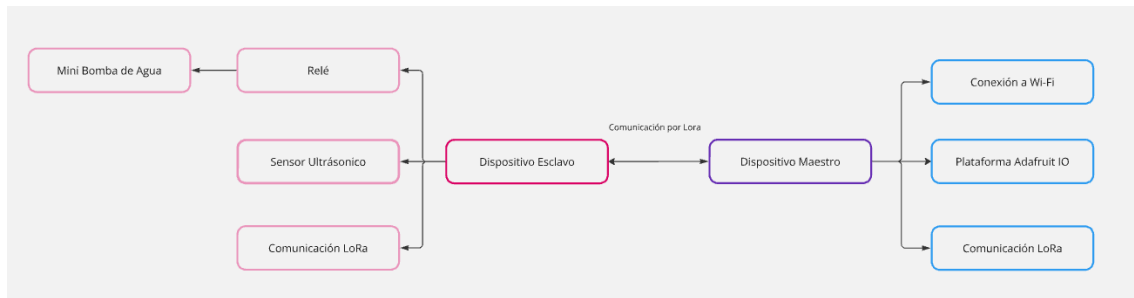 Mini Bomba de Agua
Relé
Conexión a Wi-Fi
Comunicación por Lora
Sensor Ultrásonico
Dispositivo Esclavo
Dispositivo Maestro
Plataforma Adafruit IO
Comunicación LoRa
Comunicación LoRa